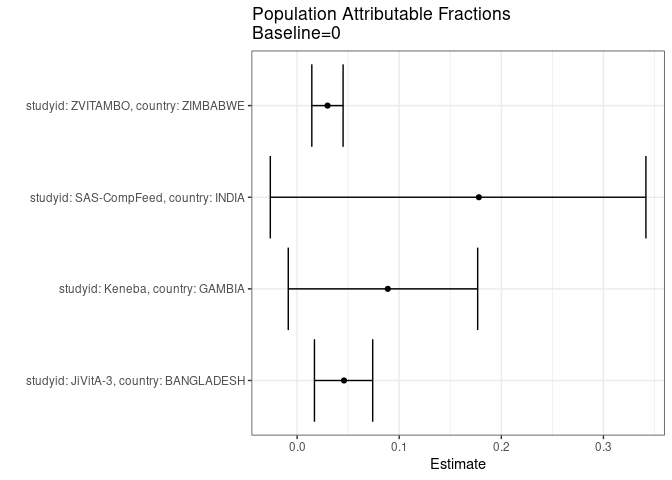 Population Attributable Fractions
Baseline=0
studyid: ZVITAMBO, country: ZIMBABWE
studyid: SAS-CompFeed, country: INDIA
studyid: Keneba, country: GAMBIA
studyid: JiVitA-3, country: BANGLADESH
0.0 0.1 0.2 0.3
Estimate